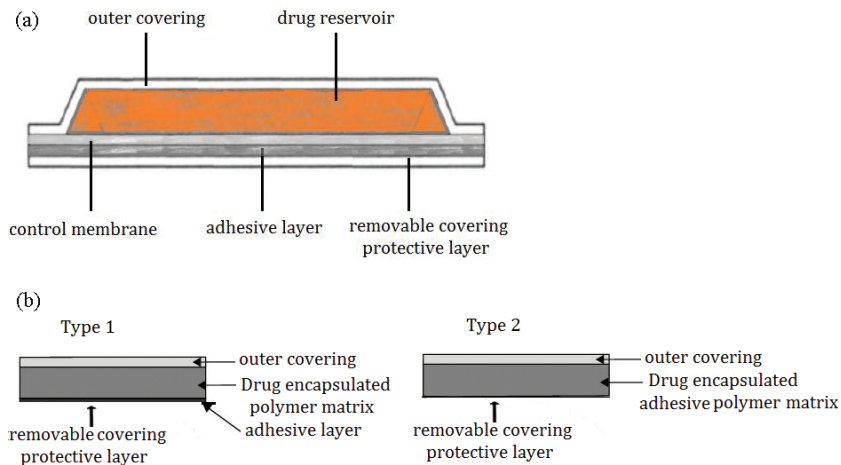 (a)
outer covering
drug reservoir
control membrane
adhesive layer
removable covering
protective layer
(b)
Type 1
outer covering
Drug encapsulated
polymer matrix
adhesive layer
removable covering
protective layer
Type 2
outer covering
Drug encapsulated
adhesive polymer matrix
removable covering
protective layer